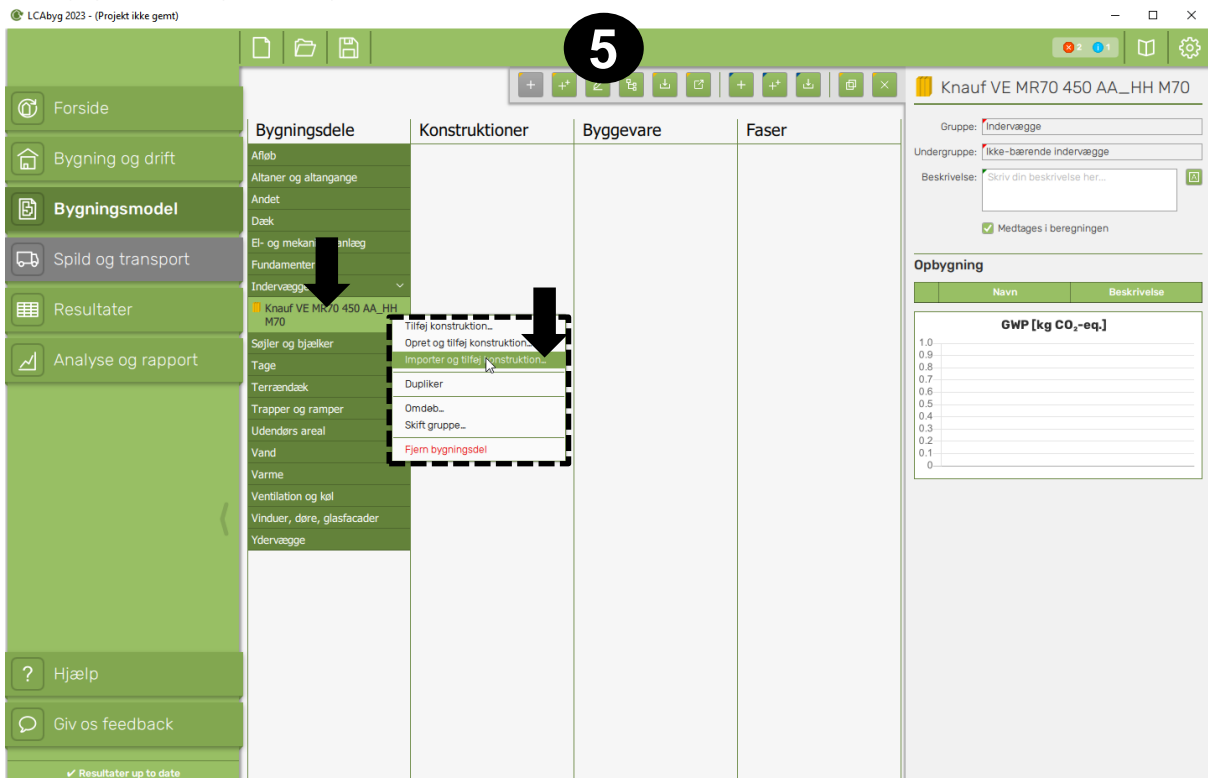 LCAbyg 2023 - (Projekt ikke gemt)
5
2
1
Forside
Bygning og drift
Bygningsmodel
Spild og transport
Resultater
Analyse og rapport
Hjælp
Giv os feedback
✔ Resultater up to date
Bygningsdele
Afløb
Altaner og altangange
Andet
Dæk
El- og
Fundamenter
Knauf VE MR70 450 AA_HH
M70
Søjler og bjælker
Tage
Terrændæk
Trapper og ramper
Udendørs areal
Vand
Varme
Ventilation og køl
Vinduer, døre, glasfacader
Ydervægge
Konstruktioner
Byggevare
Faser
Tilføj konstruktion...
Opret og tilføj konstruktion...
Importer og tilføj konstruktion...
Dupliker
Omdøb...
Skift gruppe...
Fjern bygningsdel
Knauf VE MR70 450 AA_HH M70
Gruppe: Indervægge
Undergruppe: Ikke-bærende indervægge
Beskrivelse: Skriv din beskrivelse her...
A
Medtages i beregningen
Opbygning
Navn Beskrivelse
GWP [kg CO₂-eq.]
1.0
0.9
0.8
0.7
0.6
0.5
0.4
0.3
0.2
0.1
0